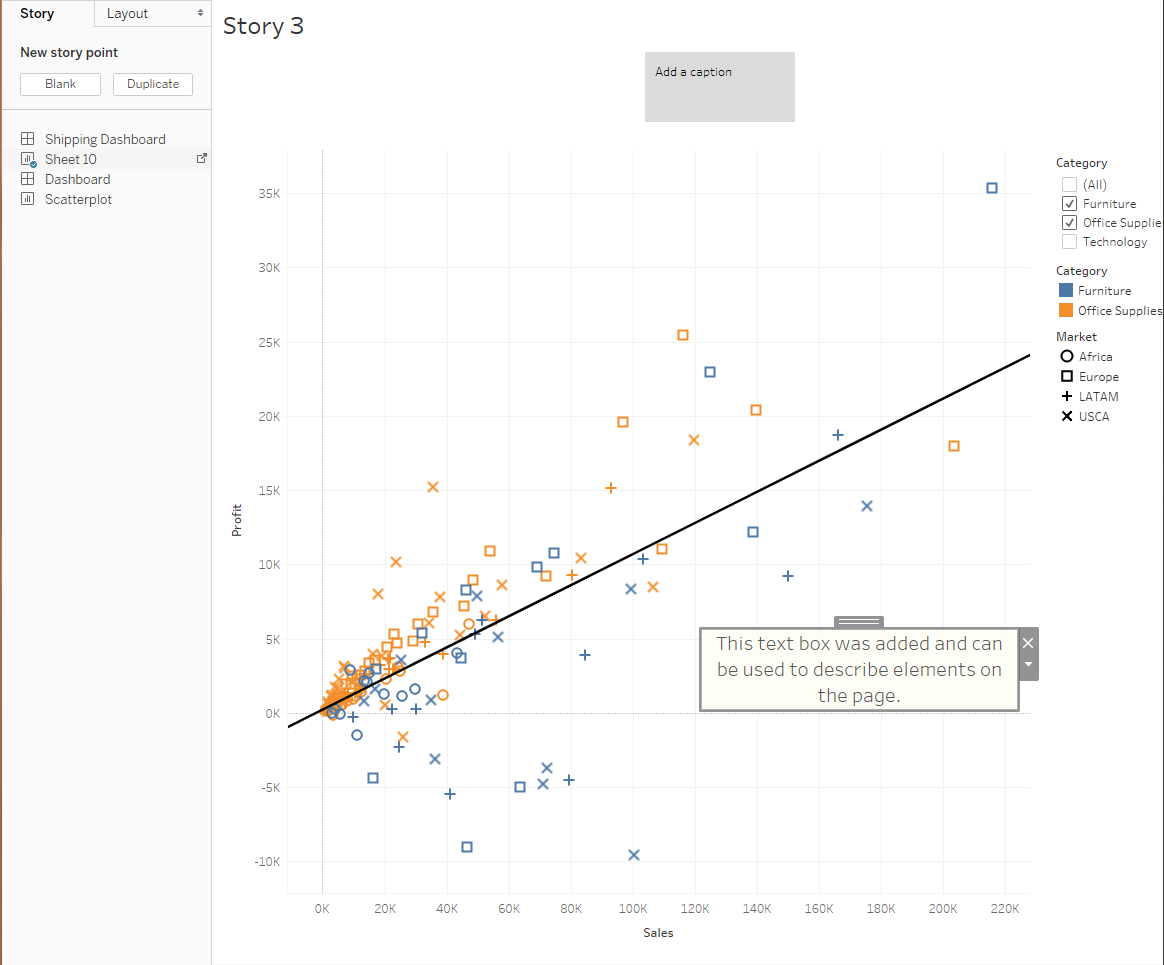 Story
Layout
New story point
Blank
Duplicate
Shipping Dashboard
Sheet 10
Dashboard
Scatterplot
Story 3
Add a caption
35K
30K
25K
20K
15K
10K
5K
0K
-5K
-10K
Profit
0K 20K 40K 60K 80K 100K 120K 140K 160K 180K 200K 220K
Sales
This text box was added and can
be used to describe elements on
the page.
Category
(All)
Furniture
Office Supplie
Technology
Category
Furniture
Office Supplies
Market
Africa
Europe
LATAM
USCA